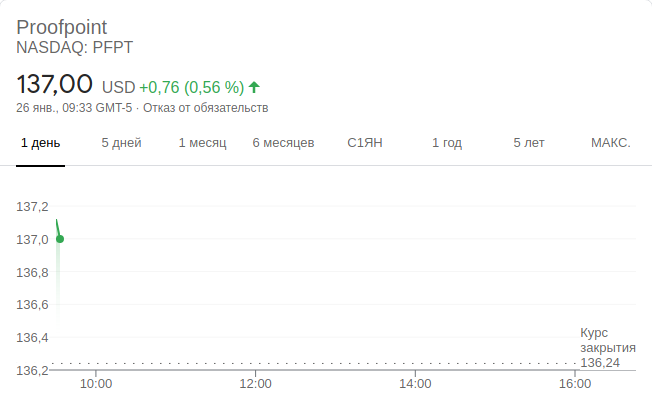 Proofpoint
NASDAQ: PFPT
137,00 USD +0,76 (0,56 %)
26 янв., 09:33 GMT-5 · Отказ от обязательств
1 день 5 дней 1 месяц 6 месяцев С1ЯН 1 год 5 лет МАКС.
137,2
137,0
136,8
136,6
136,4
136,2
Курс
закрытия
136,24
10:00 12:00 14:00 16:00